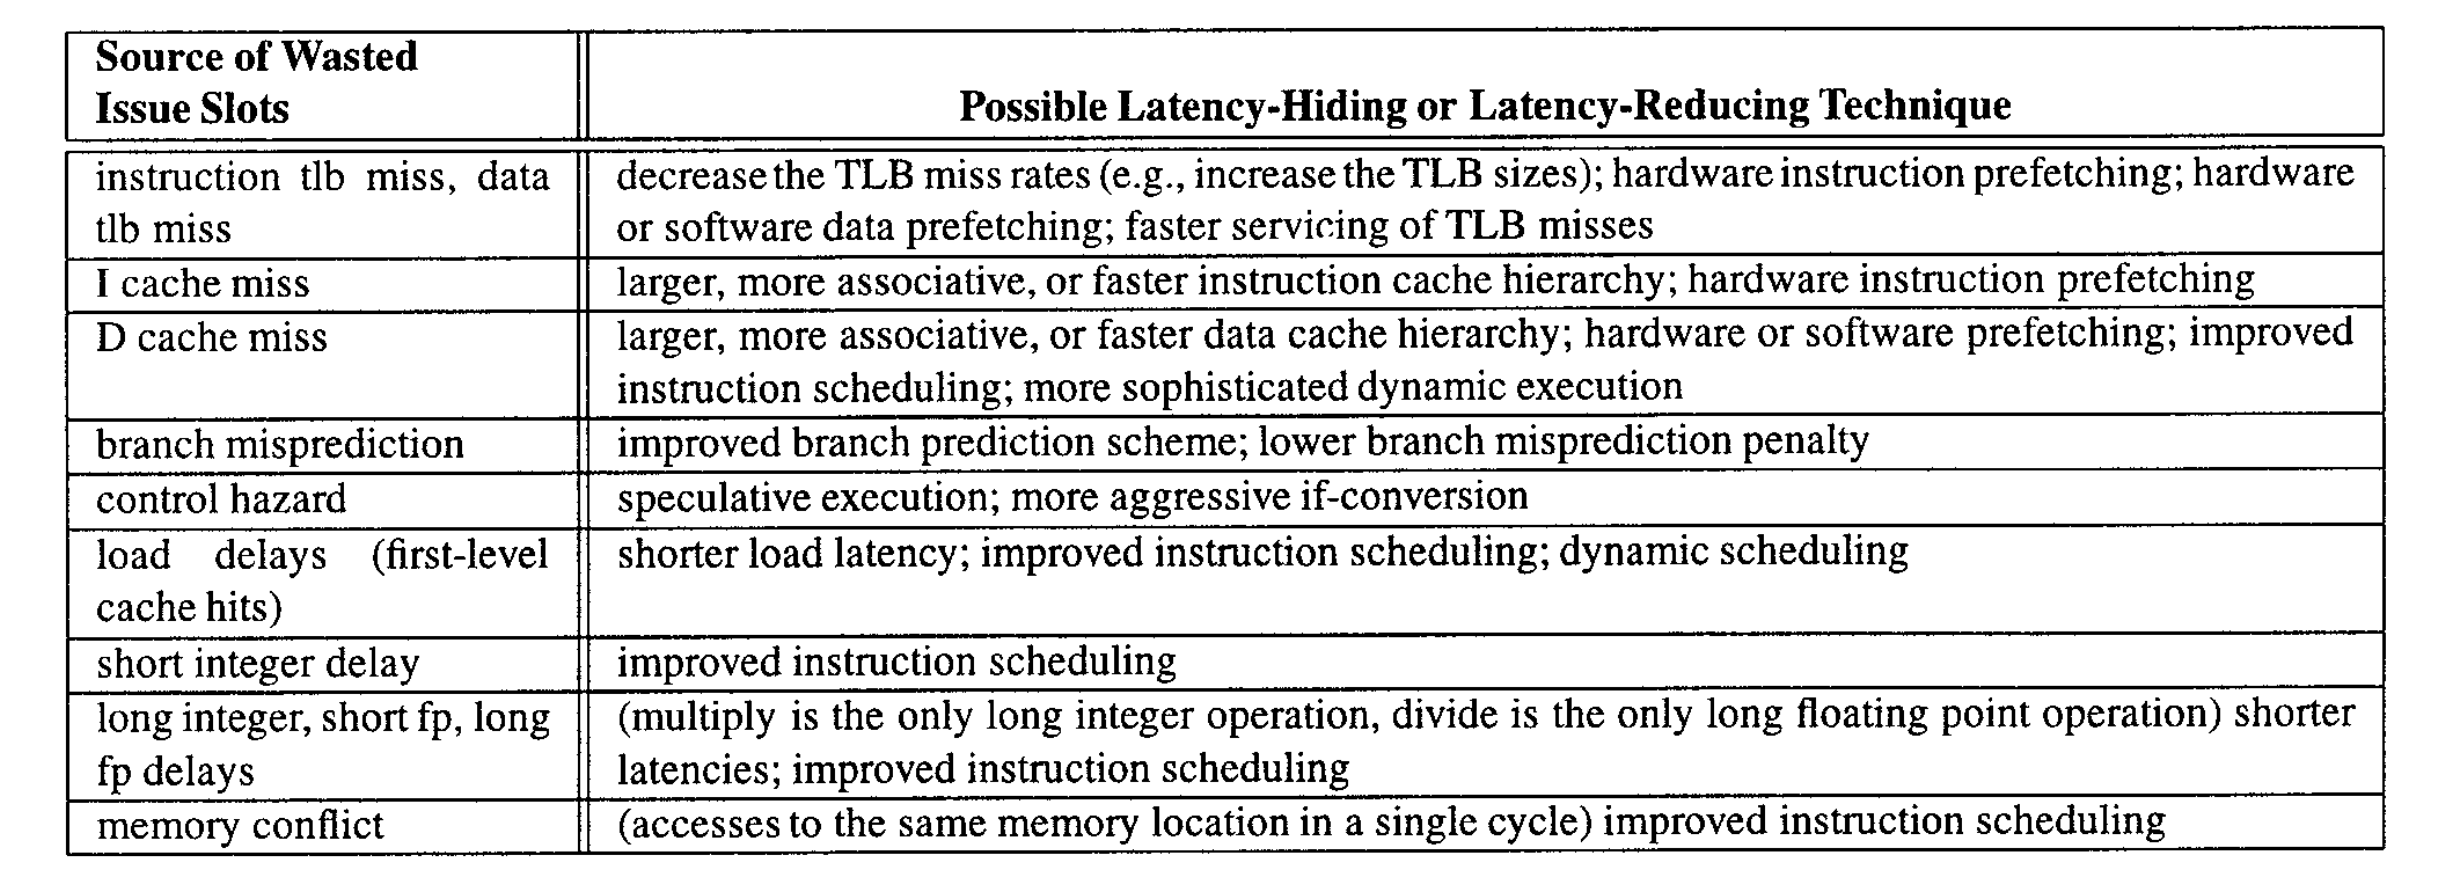 Source of Wasted
Issue Slots
Possible Latency-Hiding or Latency-Reducing Technique
instruction tlb miss, data
tlb miss
decrease the TLB miss rates (e.g., increase the TLB sizes); hardware instruction prefetching; hardware
or software data prefetching; faster servicing of TLB misses
I cache miss
larger, more associative, or faster instruction cache hierarchy; hardware instruction prefetching
D cache miss
larger, more associative, or faster data cache hierarchy; hardware or software prefetching; improved
instruction scheduling; more sophisticated dynamic execution
branch misprediction
improved branch prediction scheme; lower branch misprediction penalty
control hazard
speculative execution; more aggressive if-conversion
load delays (first-level
cache hits)
shorter load latency; improved instruction scheduling; dynamic scheduling
short integer delay
improved instruction scheduling
long integer, short fp, long
fp delays
(multiply is the only long integer operation, divide is the only long floating point operation) shorter
latencies; improved instruction scheduling
memory conflict
(accesses to the same memory location in a single cycle) improved instruction scheduling